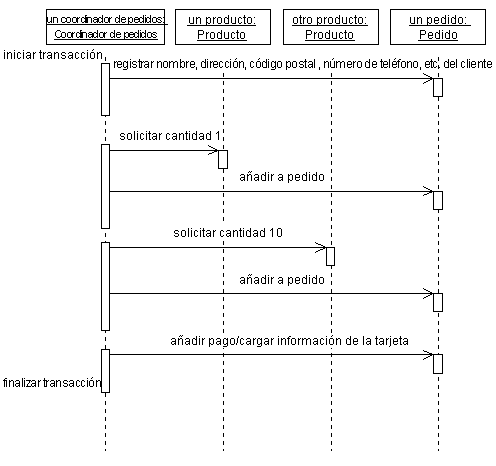 un coordinador de pedidos:
Coordinador de pedidos
un producto:
Producto
otro producto:
Producto
un pedido:
Pedido
iniciar transacción
registrar nombre, dirección, código postal , número de teléfono, etc. del cliente
solicitar cantidad 1
añadir a pedido
solicitar cantidad 10
añadir a pedido
añadir pago/cargar información de la tarjeta
finalizar transacción